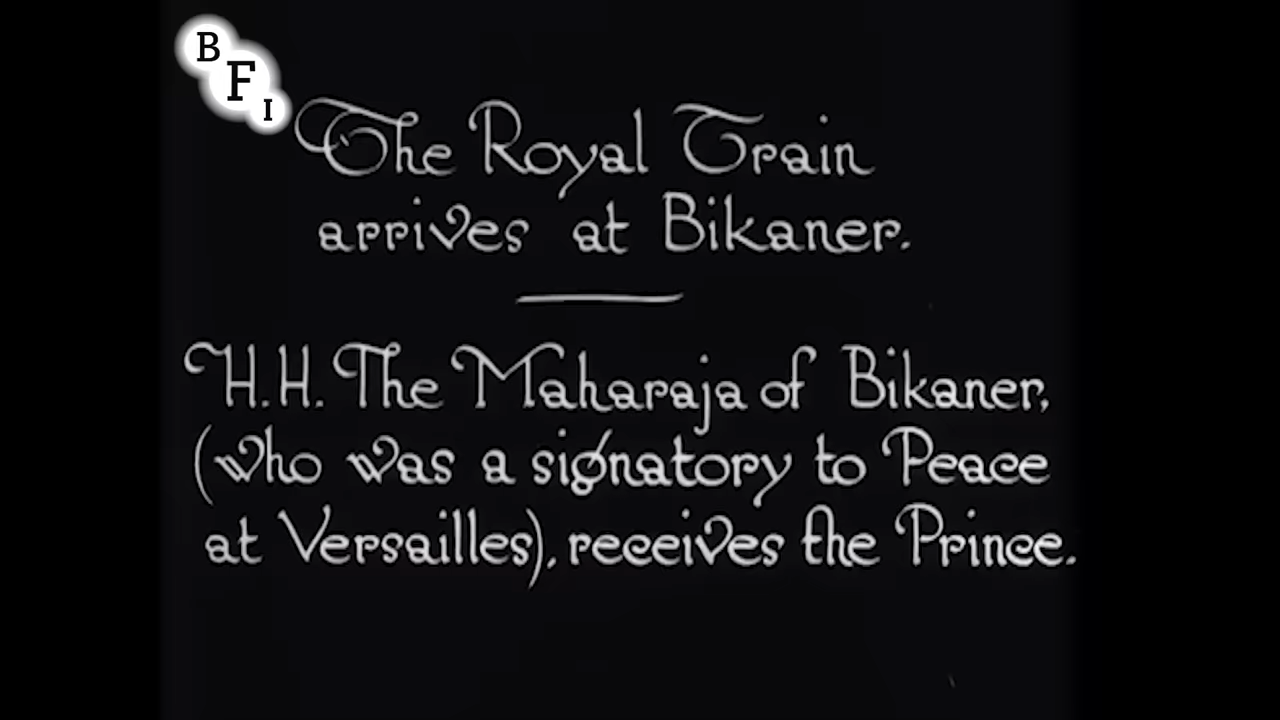 BFI
The Royal Train
arrives at Bikaner.
H.H. The Maharaja of Bikaner,
(who was a signatory to Peace
at Versailles), receives the Prince.